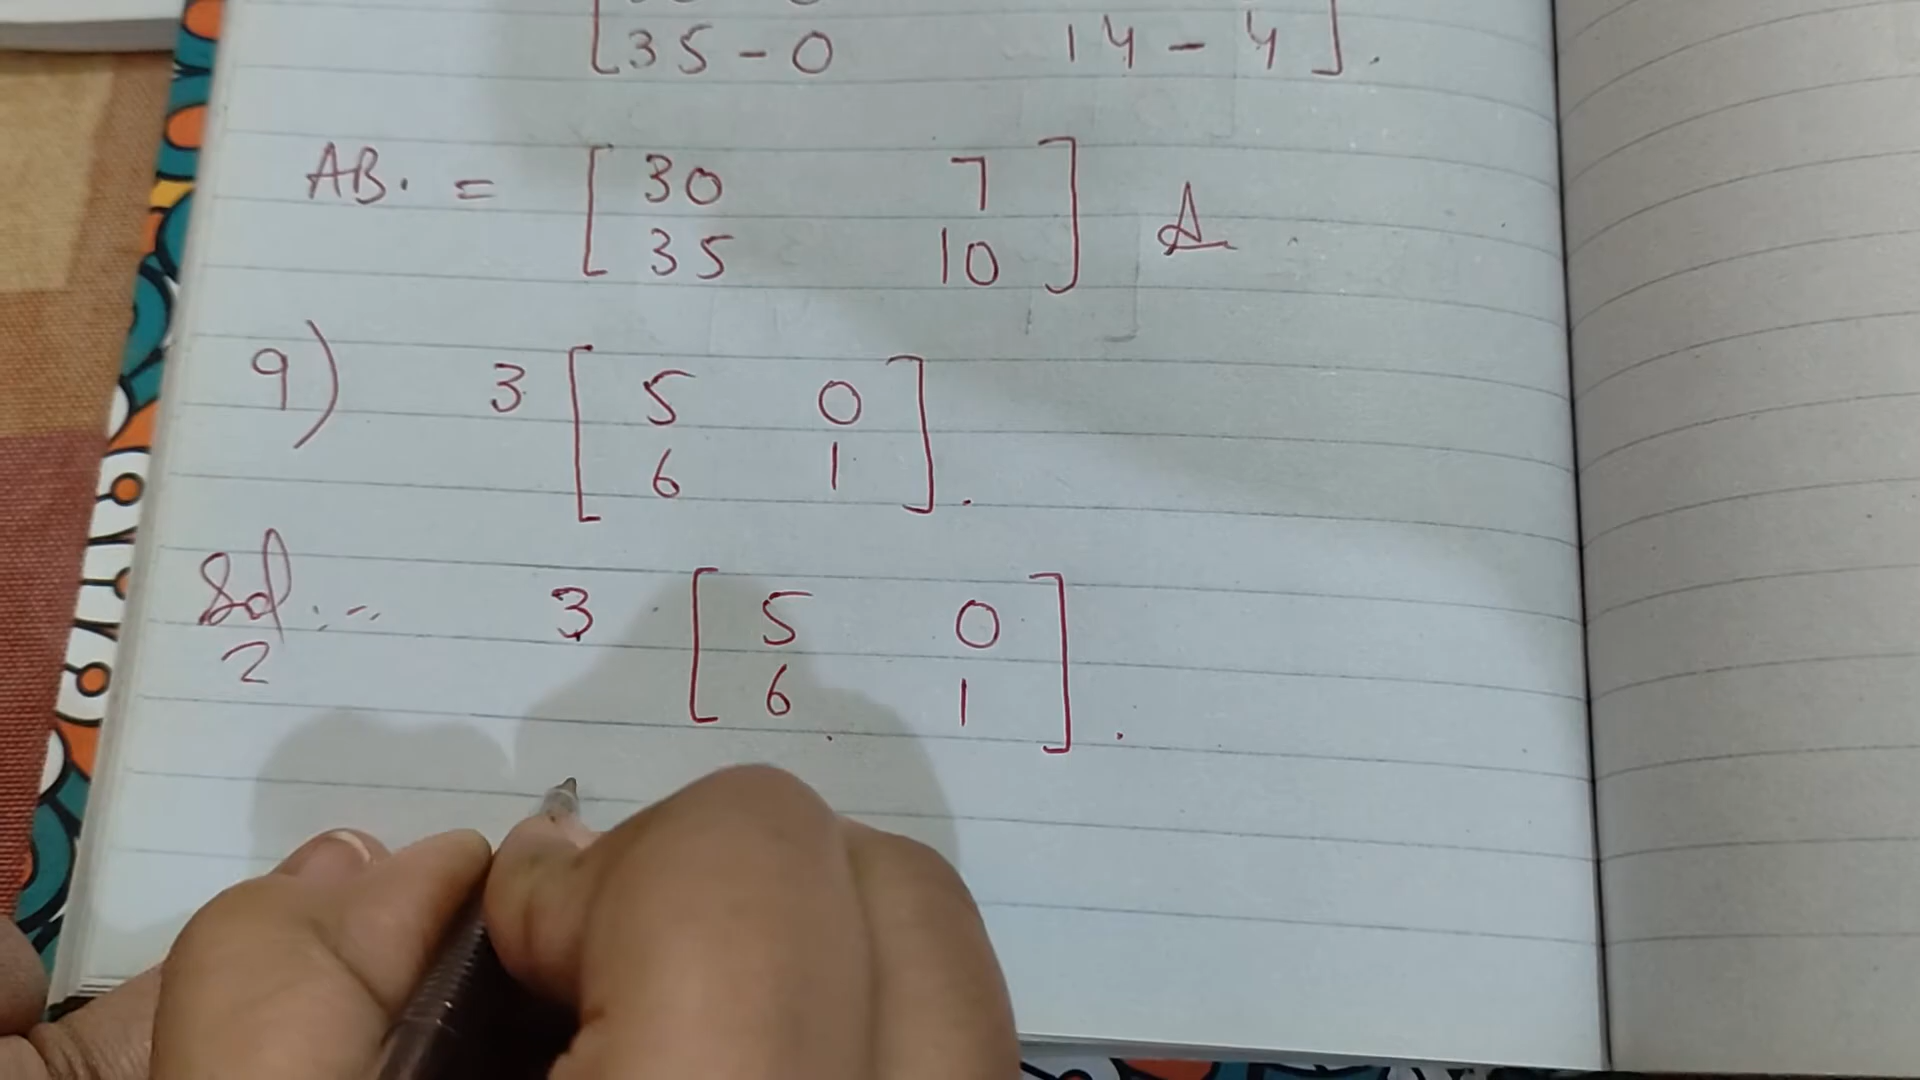 [35-0 14-4].
AB. = [30 7
35 10]
9) 3 [5 0
6 1].
Sol:- 3 [5 0
2 6 1].